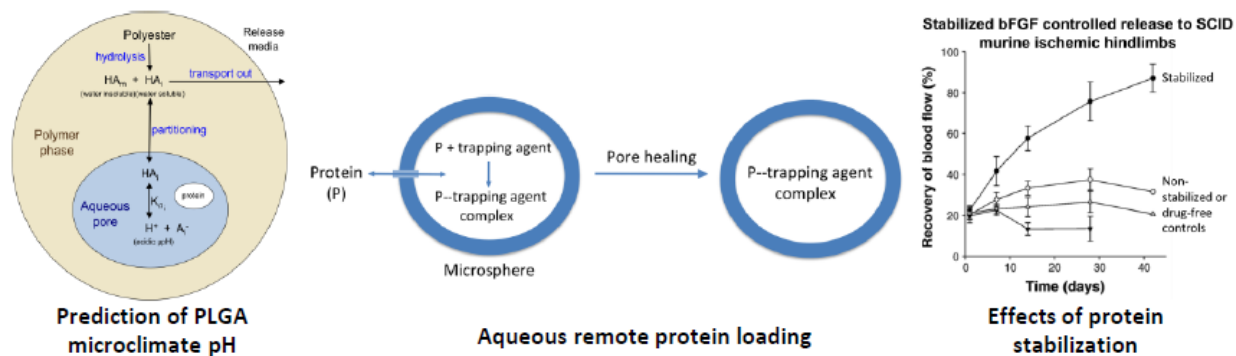 Polyester
hydrolysis
Release
media
HAm + HAi
transport out
(water insoluble)(water soluble)
partitioning
Polymer
phase
HAi
protein
Aqueous
pore
Kai
H+ + Ai-
(acidic μpH)
Prediction of PLGA
microclimate pH
Protein
(P)
P + trapping agent
P--trapping agent
complex
Microsphere
Pore healing
P--trapping agent
complex
Aqueous remote protein loading
Stabilized bFGF controlled release to SCID
murine ischemic hindlimbs
Recovery of blood flow (%)
100
80
60
40
20
0
0 10 20 30 40
Time (days)
Stabilized
Non-
stabilized or
drug-free
controls
Effects of protein
stabilization